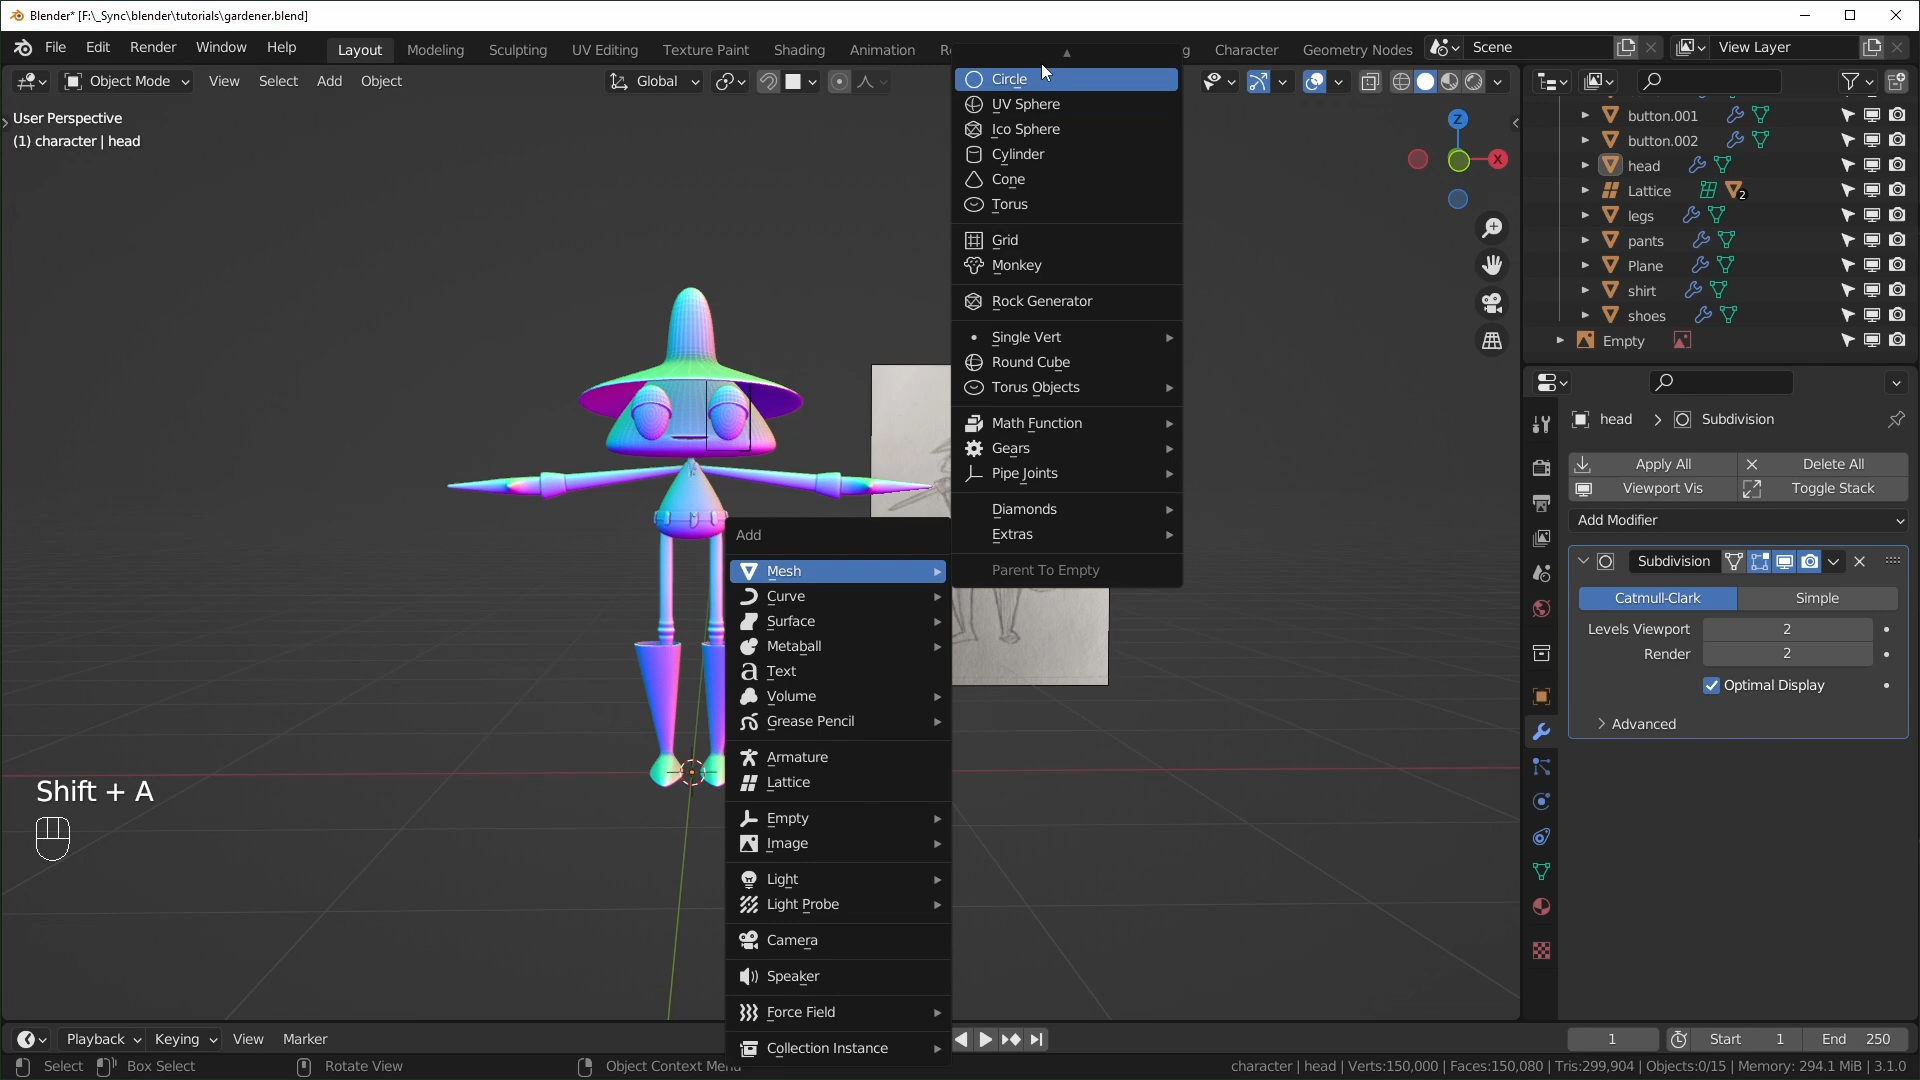 Blender* [F:\_Sync\blender\tutorials\gardener.blend]
File Edit Render Window Help Layout Modeling Sculpting UV Editing Texture Paint Shading Animation Character Geometry Nodes Scene View Layer
Object Mode View Select Add Object Global
User Perspective
(1) character | head
Circle
UV Sphere
Ico Sphere
Cylinder
Cone
Torus
Grid
Monkey
Rock Generator
Single Vert
Round Cube
Torus Objects
Math Function
Gears
Pipe Joints
Diamonds
Extras
Parent To Empty
Z
X
button.001
button.002
head
Lattice 2
legs
pants
Plane
shirt
shoes
Empty
head > Subdivision
Apply All Delete All
Viewport Vis Toggle Stack
Add Modifier
Subdivision
Catmull-Clark Simple
Levels Viewport 2
Render 2
Optimal Display
Advanced
Add
Mesh
Curve
Surface
Metaball
Text
Volume
Grease Pencil
Armature
Lattice
Empty
Image
Light
Light Probe
Camera
Speaker
Force Field
Collection Instance
Shift + A
Playback Keying View Marker 1 Start 1 End 250
Select Box Select Rotate View Object Context Menu character | head | Verts:150,000 | Faces:150,080 | Tris:299,904 | Objects:0/15 | Memory: 294.1 MiB | 3.1.0